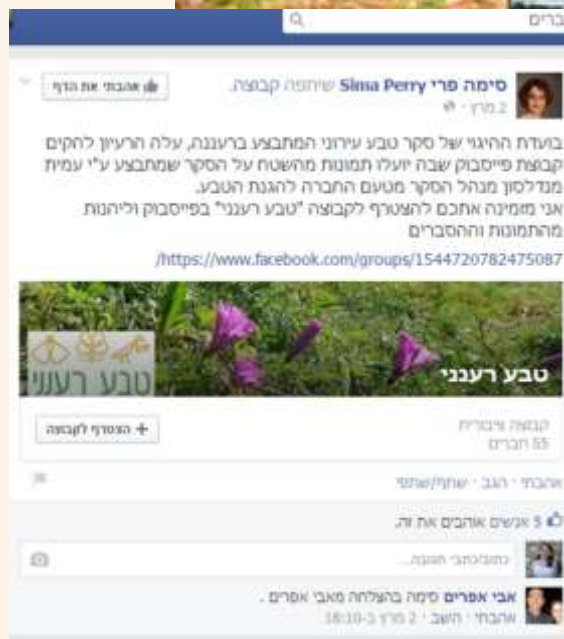 ברים
סימה פרי Sima Perry שיתפה קבוצה.
אהבתי את הדף
2 מרץ ·
בועדת ההיגוי של סקר טבע עירוני המתבצע ברעננה, עלה הרעיון להקים
קבוצת פייסבוק שבה יועלו תמונות מהשטח על הסקר שמתבצע ע"י עמית
מנדלסון מנהל הסקר מטעם החברה להגנת הטבע.
אני מזמינה אתכם להצטרף לקבוצה "טבע רענני" בפייסבוק וליהנות
מהתמונות וההסברים
https://www.facebook.com/groups/1544720782475087/
טבע רענני
טבע רענני
קבוצה ציבורית
55 חברים
+ הצטרף לקבוצה
אהבתי · הגב · שתף/שתפי
5 אנשים אוהבים את זה.
כתוב/כתבי תגובה...
אבי אפרים סימה בהצלחה מאבי אפרים .
אהבתי · השב · 2 מרץ ב-18:10